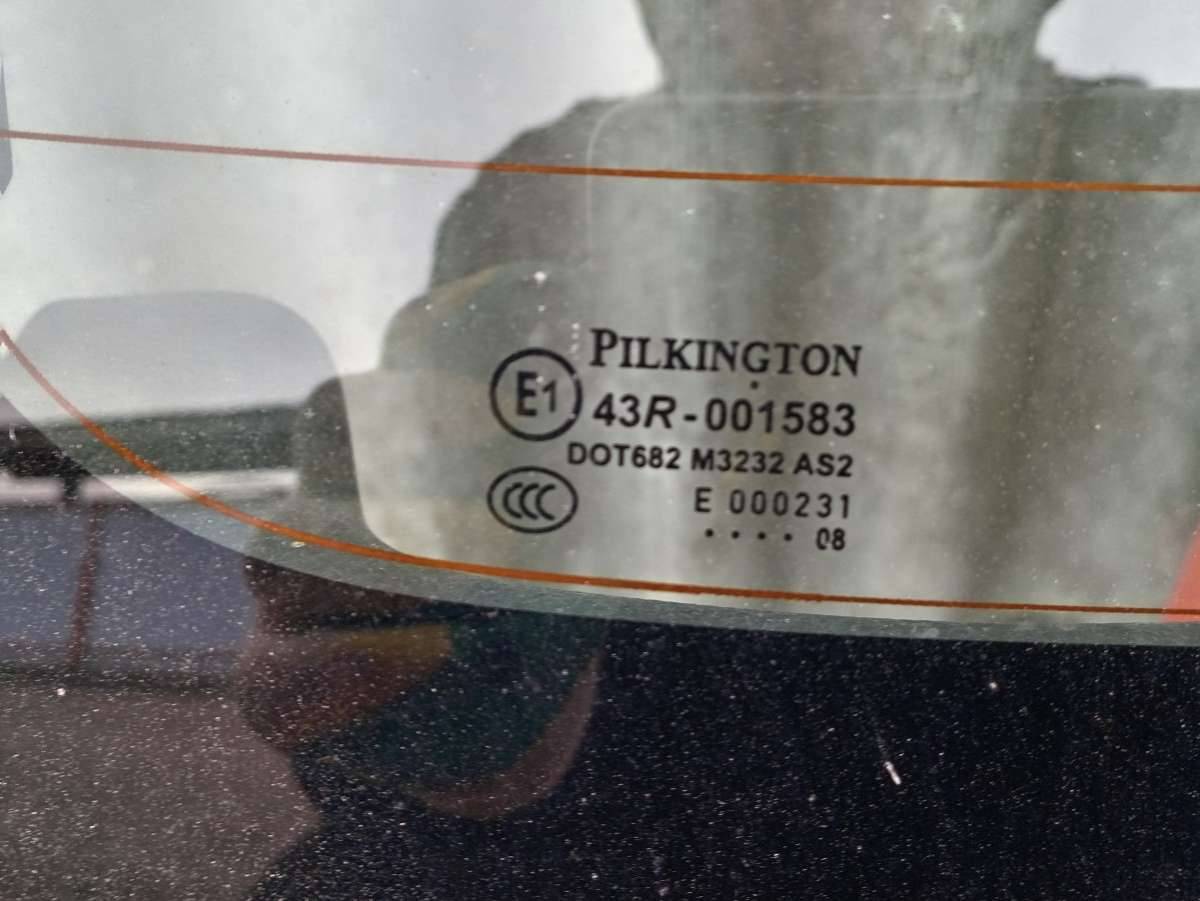 PILKINGTON
E1 43R-001583
DOT682 M3232 AS2
CCC E 000231
•••• 08